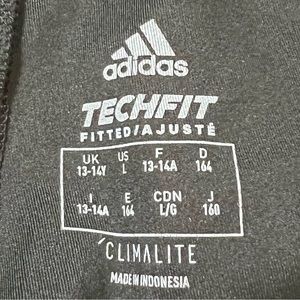 adidas
TECHFIT
FITTED/AJUSTÉ
UK US F D
13-14Y L 13-14A 164
I E CDN J
13-14A 164 L/G 160
CLIMALITE
MADE IN INDONESIA